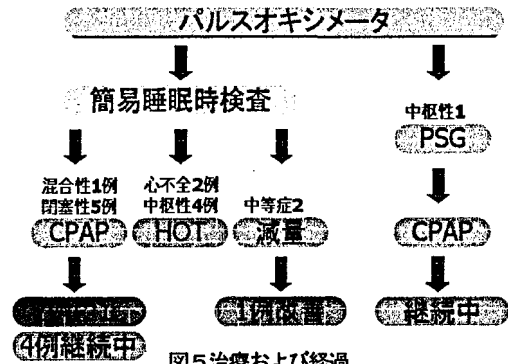 パルスオキシメータ
簡易睡眠時検査
中枢性1
PSG
混合性1例 心不全2例
閉塞性5例 中枢性4例 中等症2
CPAP HOT 減量 CPAP
1例改善 継続中
4例継続中
図5治療および経過